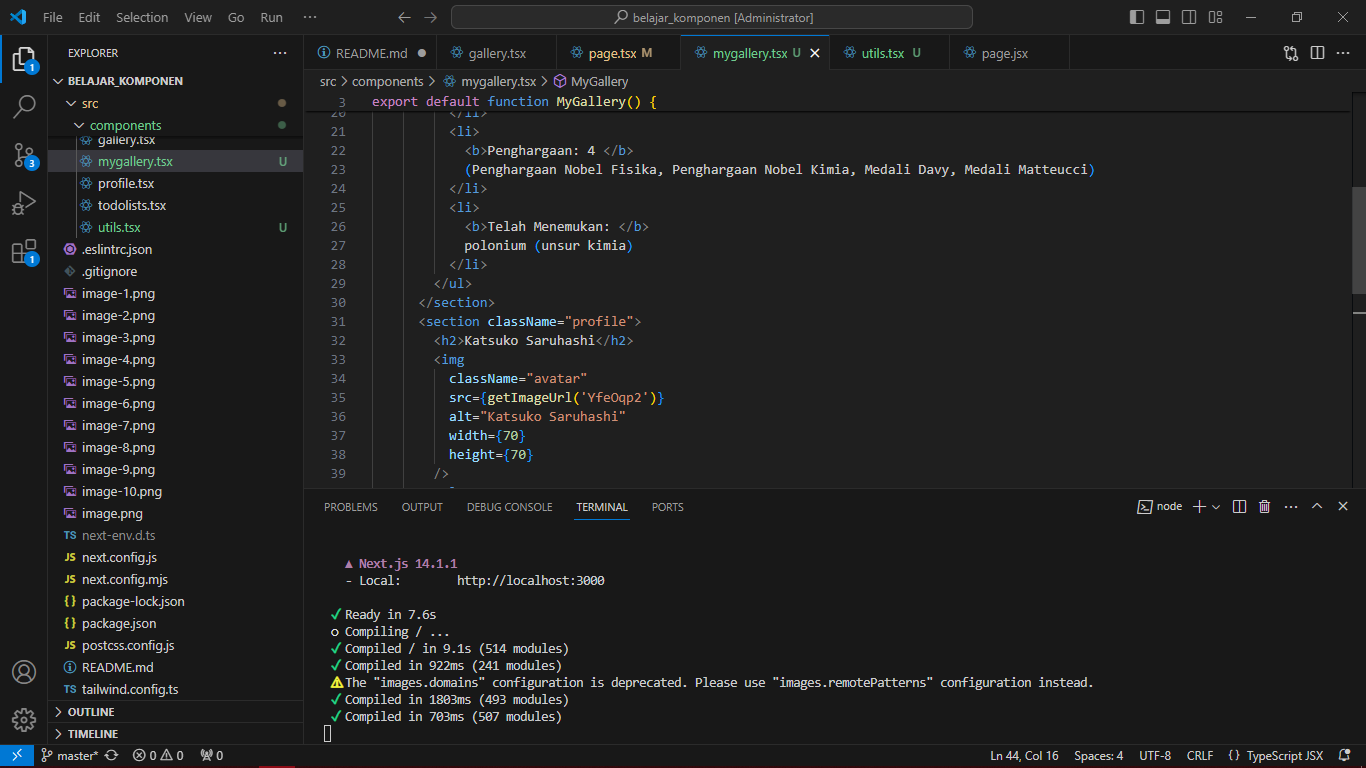 File Edit Selection View Go Run ··· belajar_komponen [Administrator]
EXPLORER ···
README.md gallery.tsx page.tsx M mygallery.tsx U utils.tsx U page.jsx
BELAJAR_KOMPONEN
src
components
gallery.tsx
mygallery.tsx U
profile.tsx
todolists.tsx
utils.tsx U
.eslintrc.json
.gitignore
image-1.png
image-2.png
image-3.png
image-4.png
image-5.png
image-6.png
image-7.png
image-8.png
image-9.png
image-10.png
image.png
next-env.d.ts
next.config.js
next.config.mjs
package-lock.json
package.json
postcss.config.js
README.md
tailwind.config.ts
OUTLINE
TIMELINE
1
3
1
src > components > mygallery.tsx > MyGallery
3 export default function MyGallery() {
20 </li>
21 <li>
22 <b>Penghargaan: 4 </b>
23 (Penghargaan Nobel Fisika, Penghargaan Nobel Kimia, Medali Davy, Medali Matteucci)
24 </li>
25 <li>
26 <b>Telah Menemukan: </b>
27 polonium (unsur kimia)
28 </li>
29 </ul>
30 </section>
31 <section className="profile">
32 <h2>Katsuko Saruhashi</h2>
33 <img
34 className="avatar"
35 src={getImageUrl('YfeOqp2')}
36 alt="Katsuko Saruhashi"
37 width={70}
38 height={70}
39 />
PROBLEMS OUTPUT DEBUG CONSOLE TERMINAL PORTS node
▲ Next.js 14.1.1
- Local: http://localhost:3000
✓ Ready in 7.6s
○ Compiling / ...
✓ Compiled / in 9.1s (514 modules)
✓ Compiled in 922ms (241 modules)
⚠The "images.domains" configuration is deprecated. Please use "images.remotePatterns" configuration instead.
✓ Compiled in 1803ms (493 modules)
✓ Compiled in 703ms (507 modules)
master* 0 0 0 Ln 44, Col 16 Spaces: 4 UTF-8 CRLF {} TypeScript JSX